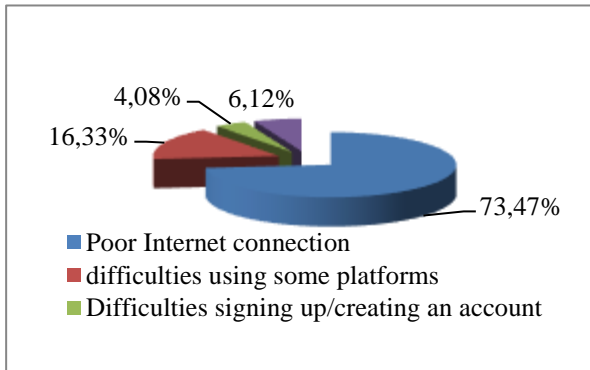 4,08%
6,12%
16,33%
73,47%
Poor Internet connection
difficulties using some platforms
Difficulties signing up/creating an account